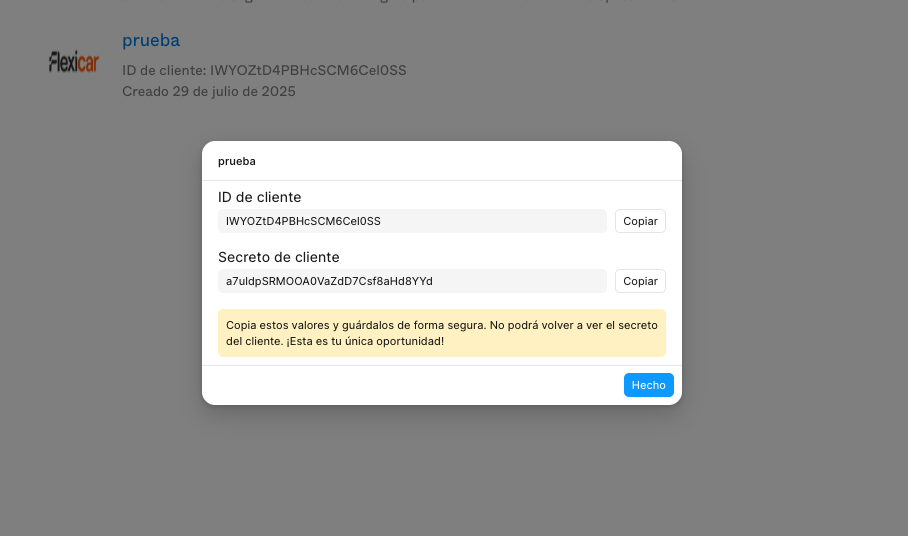 prueba
Flexicar
ID de cliente: IWYOZtD4PBHcSCM6Cel0SS
Creado 29 de julio de 2025
prueba
ID de cliente
IWYOZtD4PBHcSCM6Cel0SS
Copiar
Secreto de cliente
a7uldpSRMOOA0VaZdD7Csf8aHd8YYd
Copiar
Copia estos valores y guárdalos de forma segura. No podrá volver a ver el secreto
del cliente. ¡Esta es tu única oportunidad!
Hecho